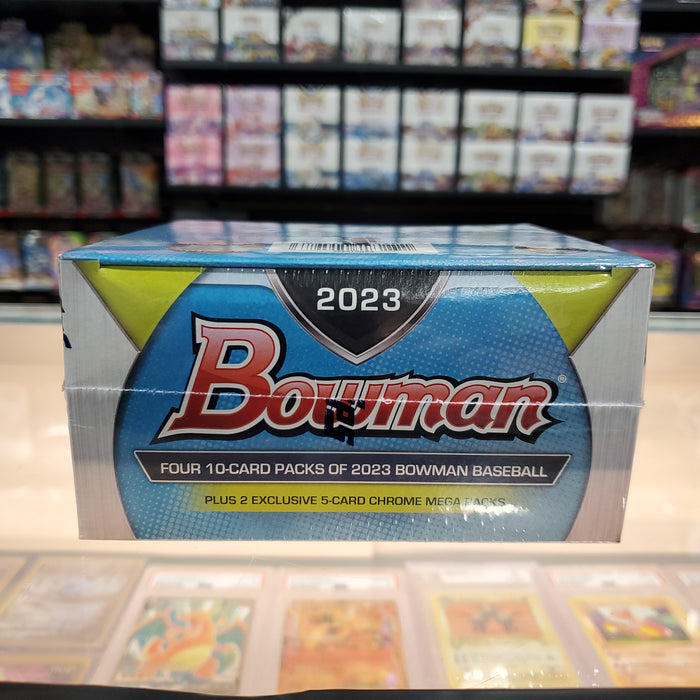 2023
Bowman®
FOUR 10-CARD PACKS OF 2023 BOWMAN BASEBALL
PLUS 2 EXCLUSIVE 5-CARD CHROME MEGA PACKS